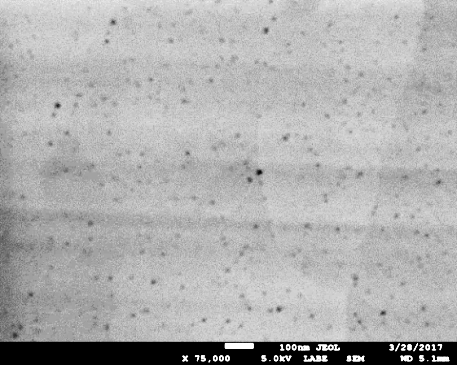 100nm JEOL 3/28/2017
X 75,000 5.0kV LABE SEM WD 5.1mm